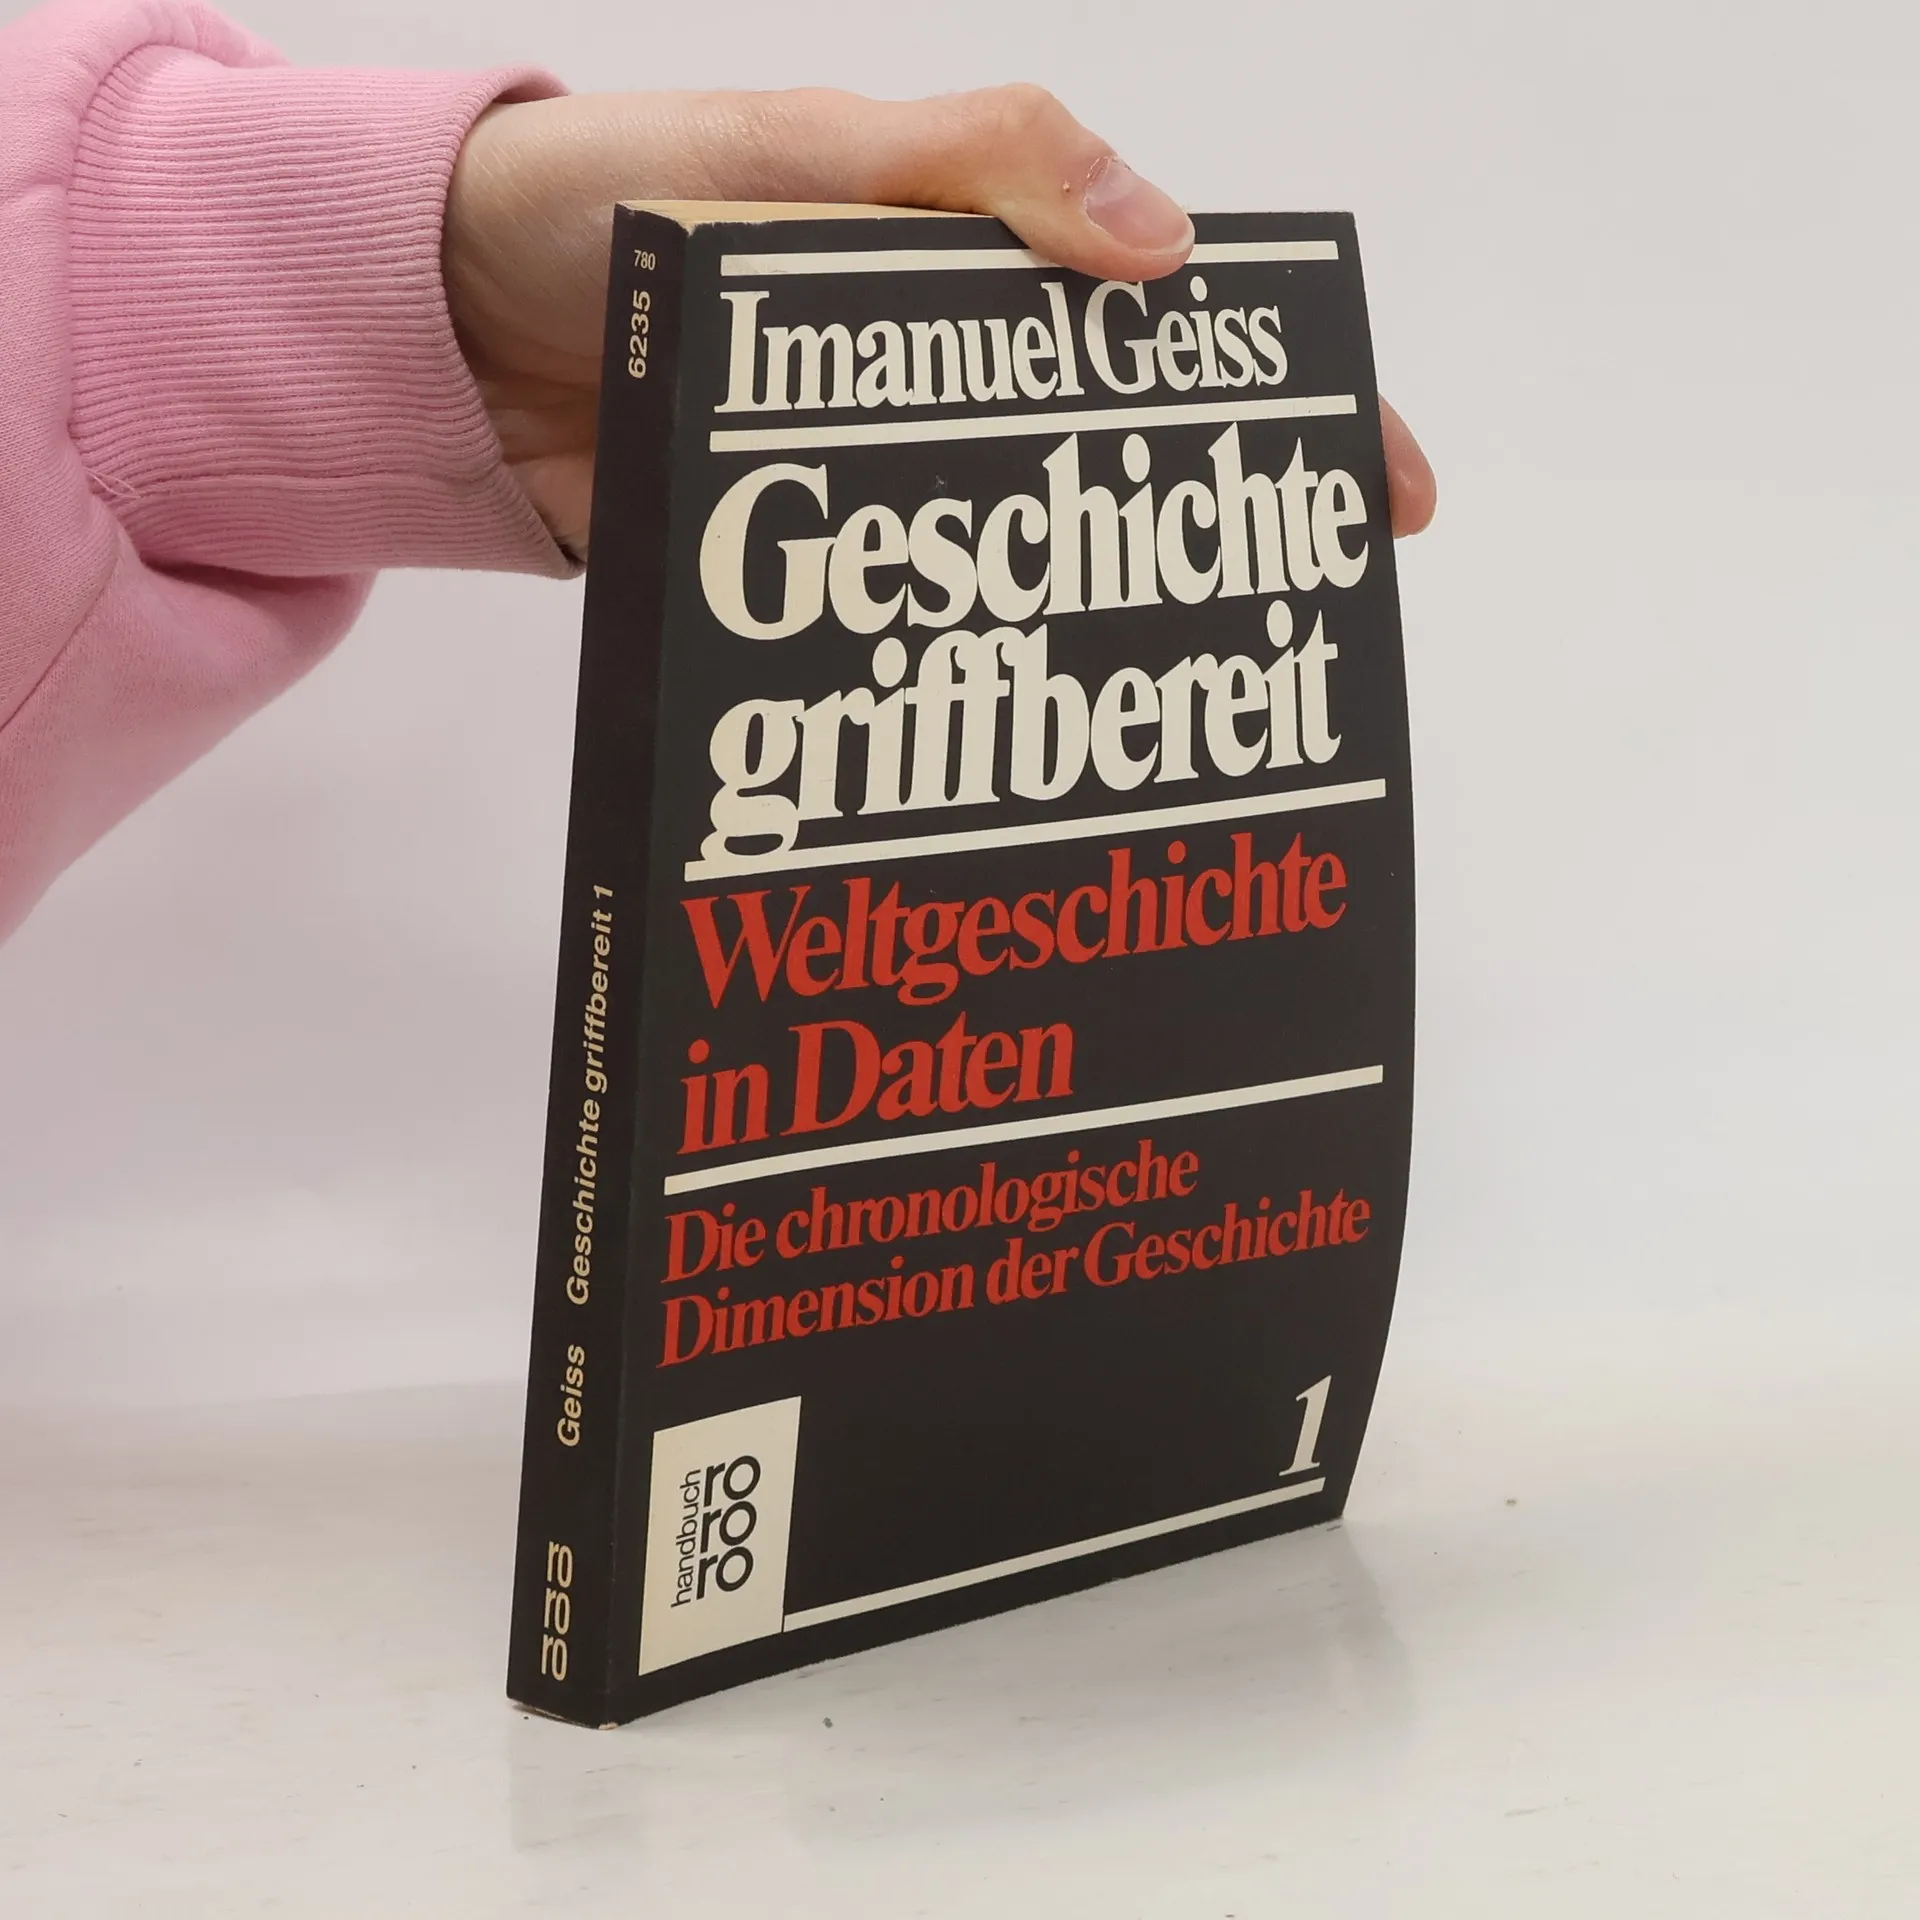 780
6235
Geiss Geschichte griffbereit 1
ro
ro
ro
Imanuel Geiss
Geschichte
griffbereit
Weltgeschichte
in Daten
Die chronologische
Dimension der Geschichte
1
handbuch
ro
ro
ro